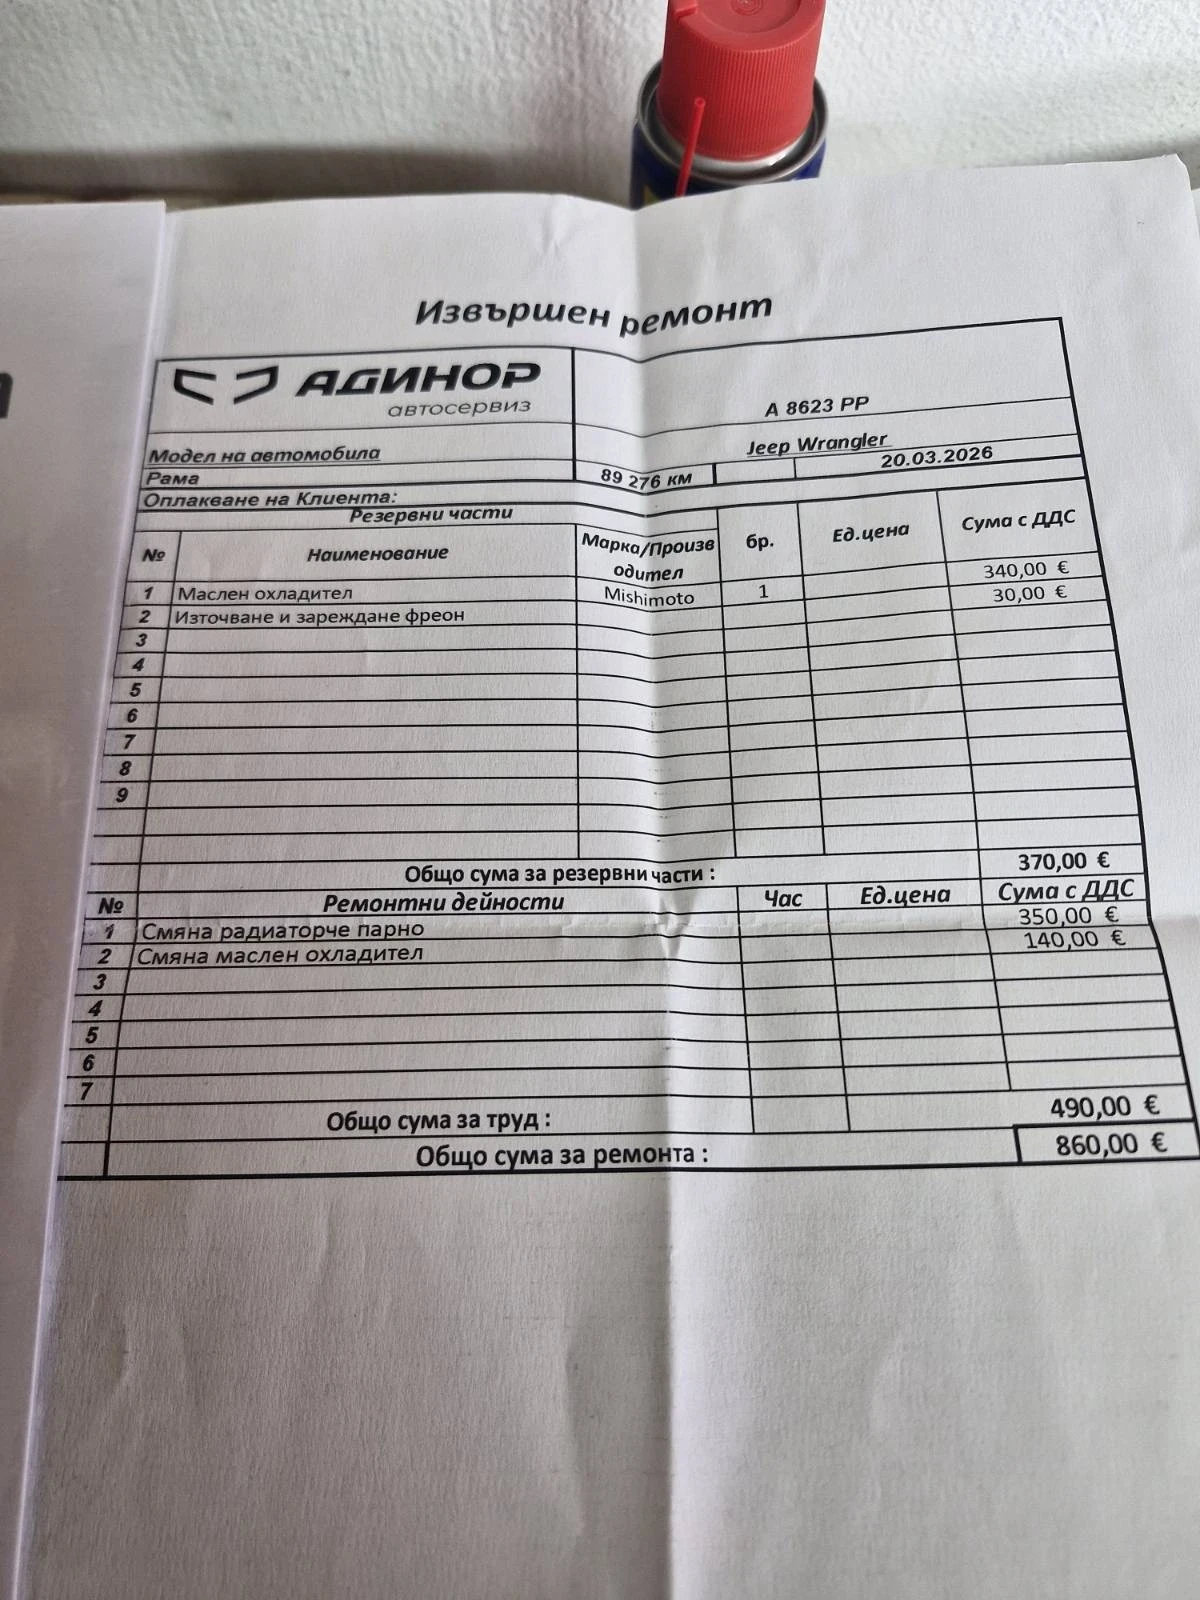 Извършен ремонт
АДИНОР
автосервиз
А 8623 РР
Модел на автомобила Jeep Wrangler
Рама 89 276 км 20.03.2026
Оплакване на Клиента:
Резервни части
№ Наименование Марка/Производител бр. Ед.цена Сума с ДДС
1 Маслен охладител Mishimoto 1 340,00 €
2 Източване и зареждане фреон 30,00 €
3
4
5
6
7
8
9
Общо сума за резервни части : 370,00 €
№ Ремонтни дейности Час Ед.цена Сума с ДДС
1 Смяна радиаторче парно 350,00 €
2 Смяна маслен охладител 140,00 €
3
4
5
6
7
Общо сума за труд : 490,00 €
Общо сума за ремонта : 860,00 €